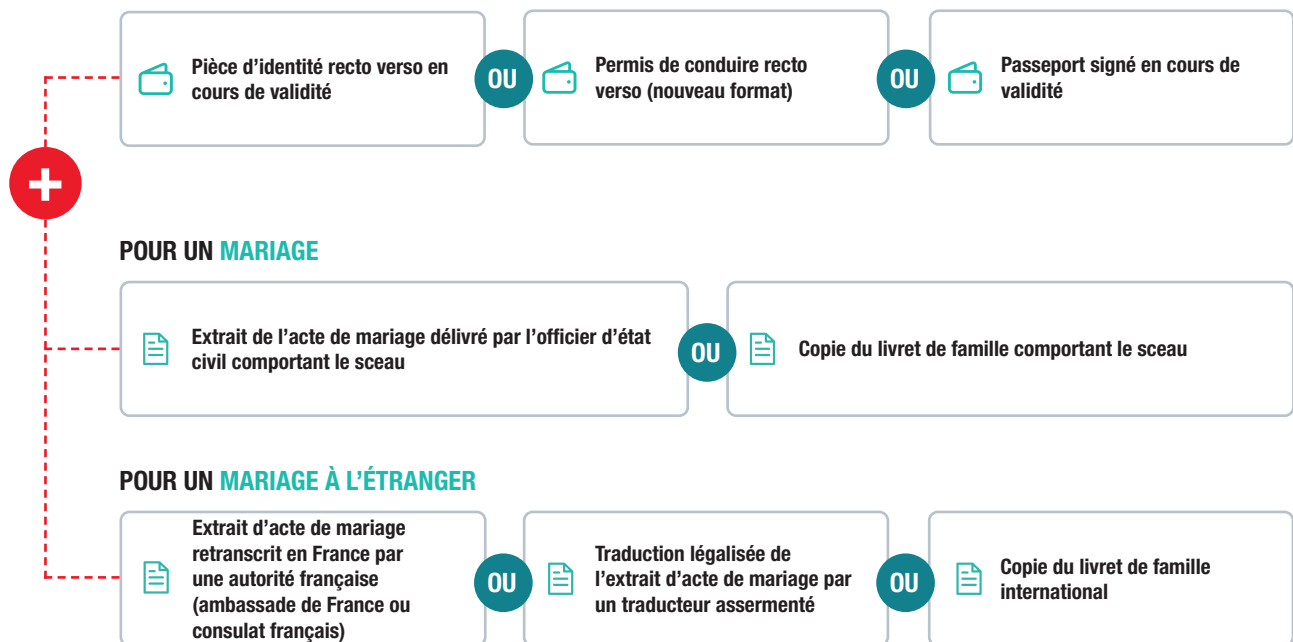 Pièce d'identité recto verso en
cours de validité
OU
Permis de conduire recto
verso (nouveau format)
OU
Passeport signé en cours de
validité
+
POUR UN MARIAGE
Extrait de l'acte de mariage délivré par l'officier d'état
civil comportant le sceau
OU
Copie du livret de famille comportant le sceau
POUR UN MARIAGE À L'ÉTRANGER
Extrait d'acte de mariage
retranscrit en France par
une autorité française
(ambassade de France ou
consulat français)
OU
Traduction légalisée de
l'extrait d'acte de mariage par
un traducteur assermenté
OU
Copie du livret de famille
international